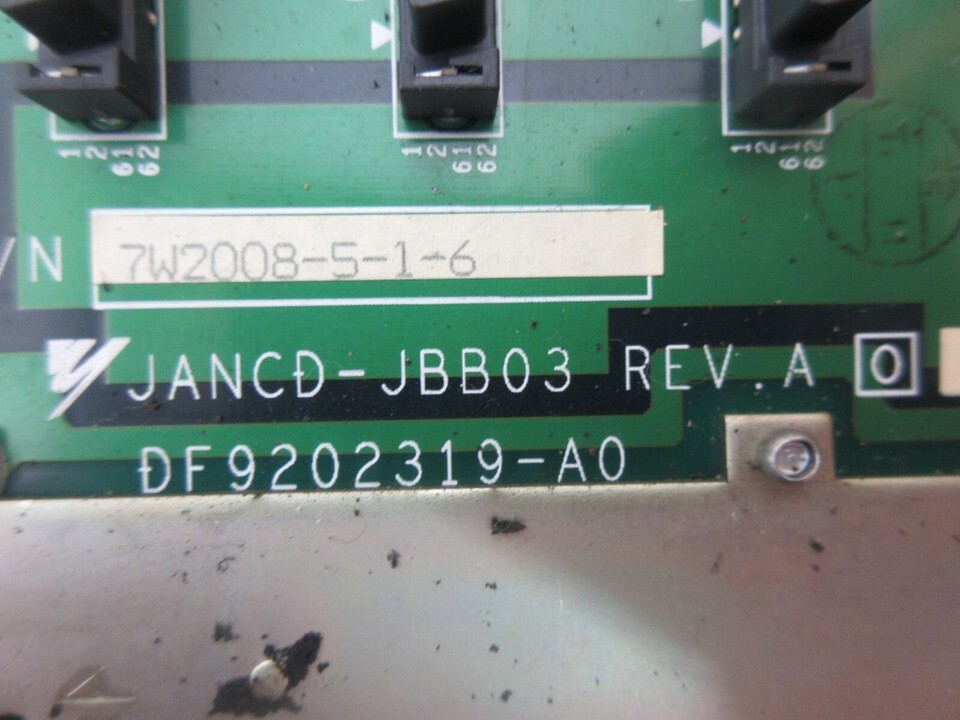 1 2 61 62 1 2 61 62 1 2 61 62
/N 7W2008-5-1-6
JANCD-JBB03 REV.A 0
DF9202319-A0